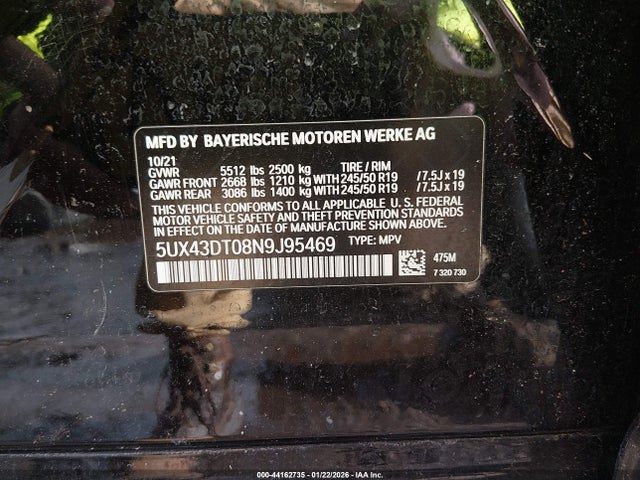 MFD BY BAYERISCHE MOTOREN WERKE AG
10/21
GVWR 5512 lbs 2500 kg TIRE / RIM
GAWR FRONT 2668 lbs 1210 kg WITH 245/50 R19 /7.5J x 19
GAWR REAR 3086 lbs 1400 kg WITH 245/50 R19 /7.5J x 19
THIS VEHICLE CONFORMS TO ALL APPLICABLE U. S. FEDERAL
MOTOR VEHICLE SAFETY AND THEFT PREVENTION STANDARDS
IN EFFECT ON THE DATE OF MANUFACTURE SHOWN ABOVE.
5UX43DT08N9J95469 TYPE: MPV
475M
7 320 730
000-44162735 - 01/22/2026 - IAA Inc.